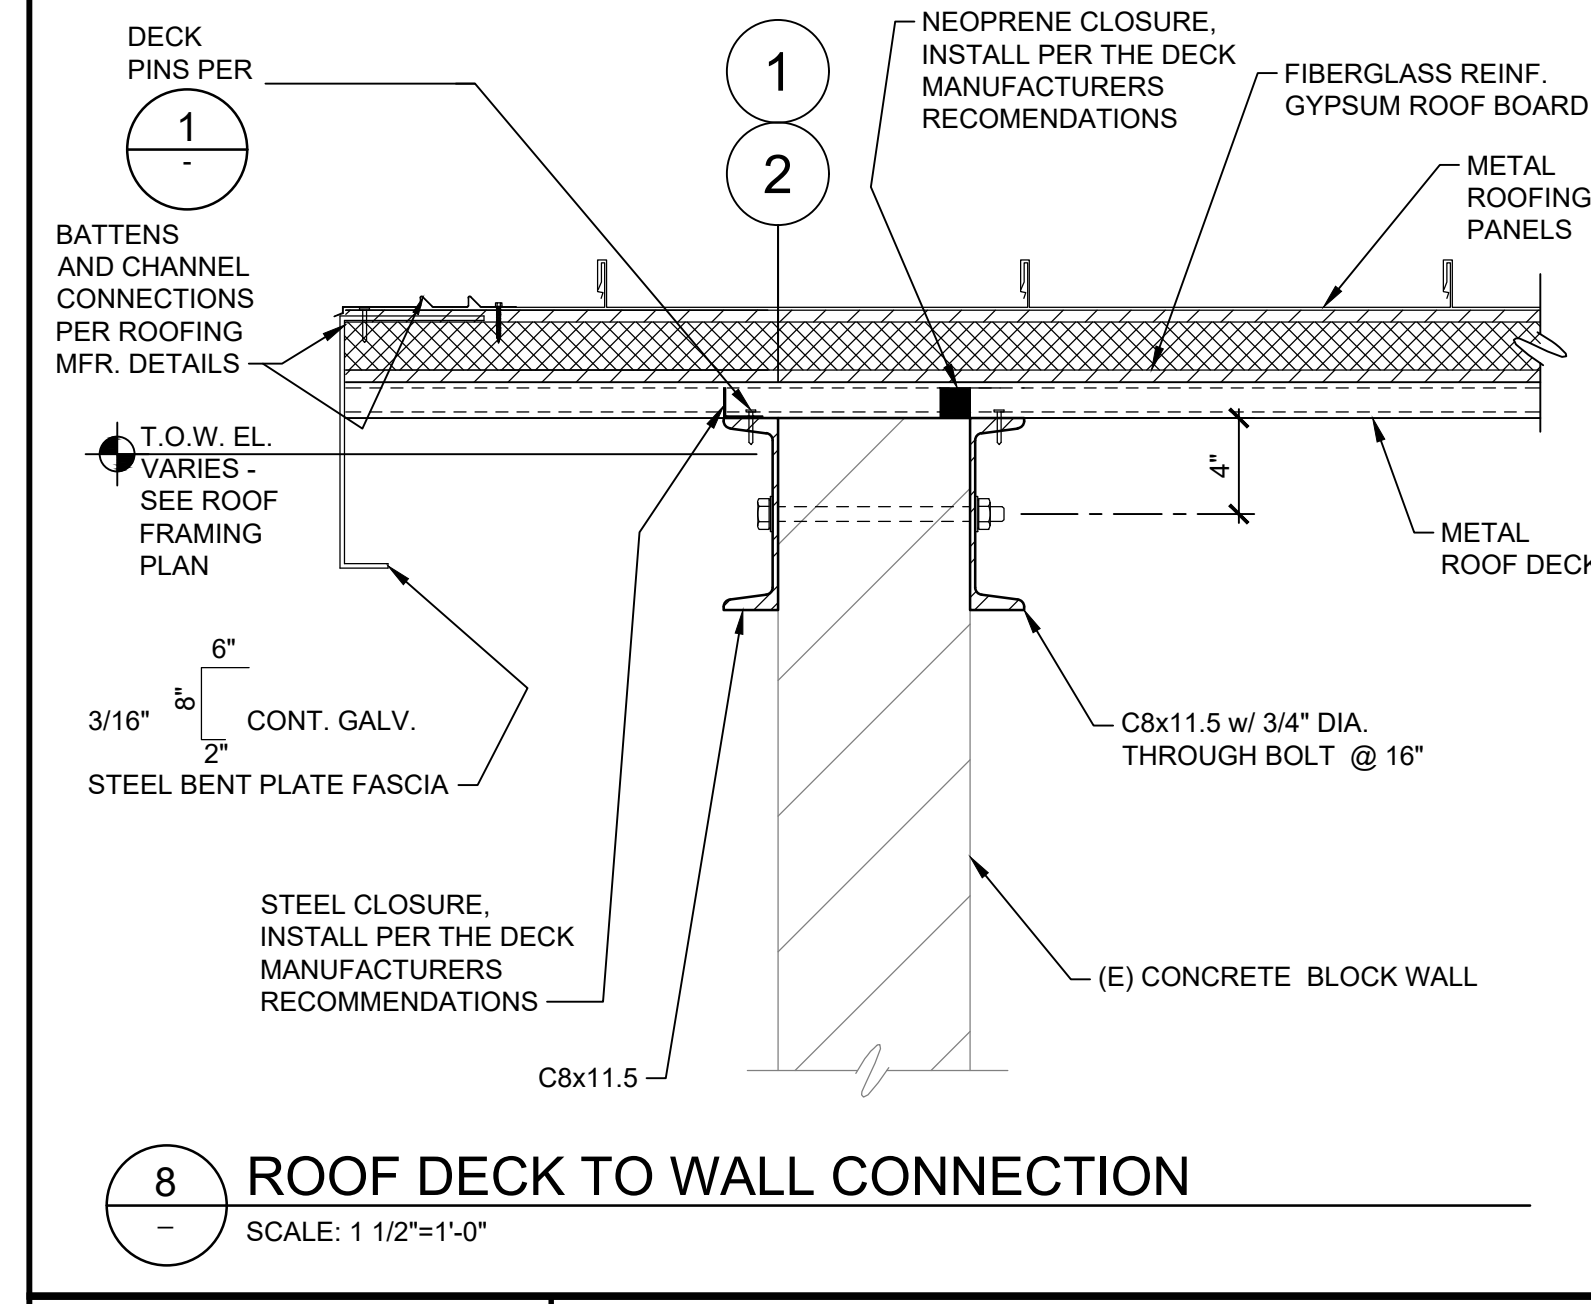 DECK
PINS PER
1
-
BATTENS
AND CHANNEL
CONNECTIONS
PER ROOFING
MFR. DETAILS
1
2
NEOPRENE CLOSURE,
INSTALL PER THE DECK
MANUFACTURERS
RECOMENDATIONS
FIBERGLASS REINF.
GYPSUM ROOF BOARD
METAL
ROOFING
PANELS
T.O.W. EL.
VARIES -
SEE ROOF
FRAMING
PLAN
4"
METAL
ROOF DECK
6"
8"
3/16"
CONT. GALV.
2"
STEEL BENT PLATE FASCIA
C8x11.5 w/ 3/4" DIA.
THROUGH BOLT @ 16"
STEEL CLOSURE,
INSTALL PER THE DECK
MANUFACTURERS
RECOMMENDATIONS
(E) CONCRETE BLOCK WALL
C8x11.5
8
–
ROOF DECK TO WALL CONNECTION
SCALE: 1 1/2"=1'-0"